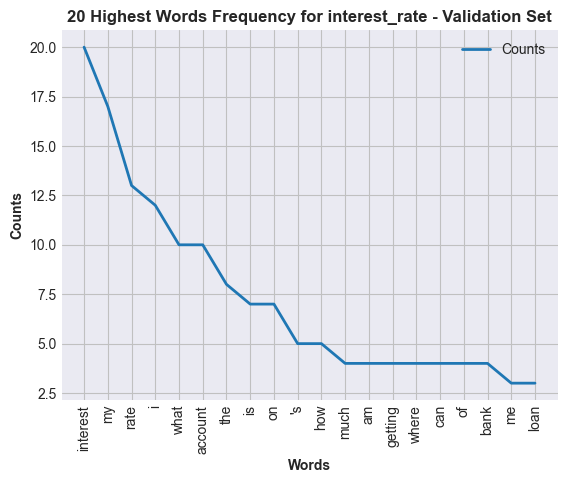 20 Highest Words Frequency for interest_rate - Validation Set
Counts
Counts
20.0
17.5
15.0
12.5
10.0
7.5
5.0
2.5
interest
my
rate
i
what
account
the
is
on
's
how
much
am
getting
where
can
of
bank
me
loan
Words